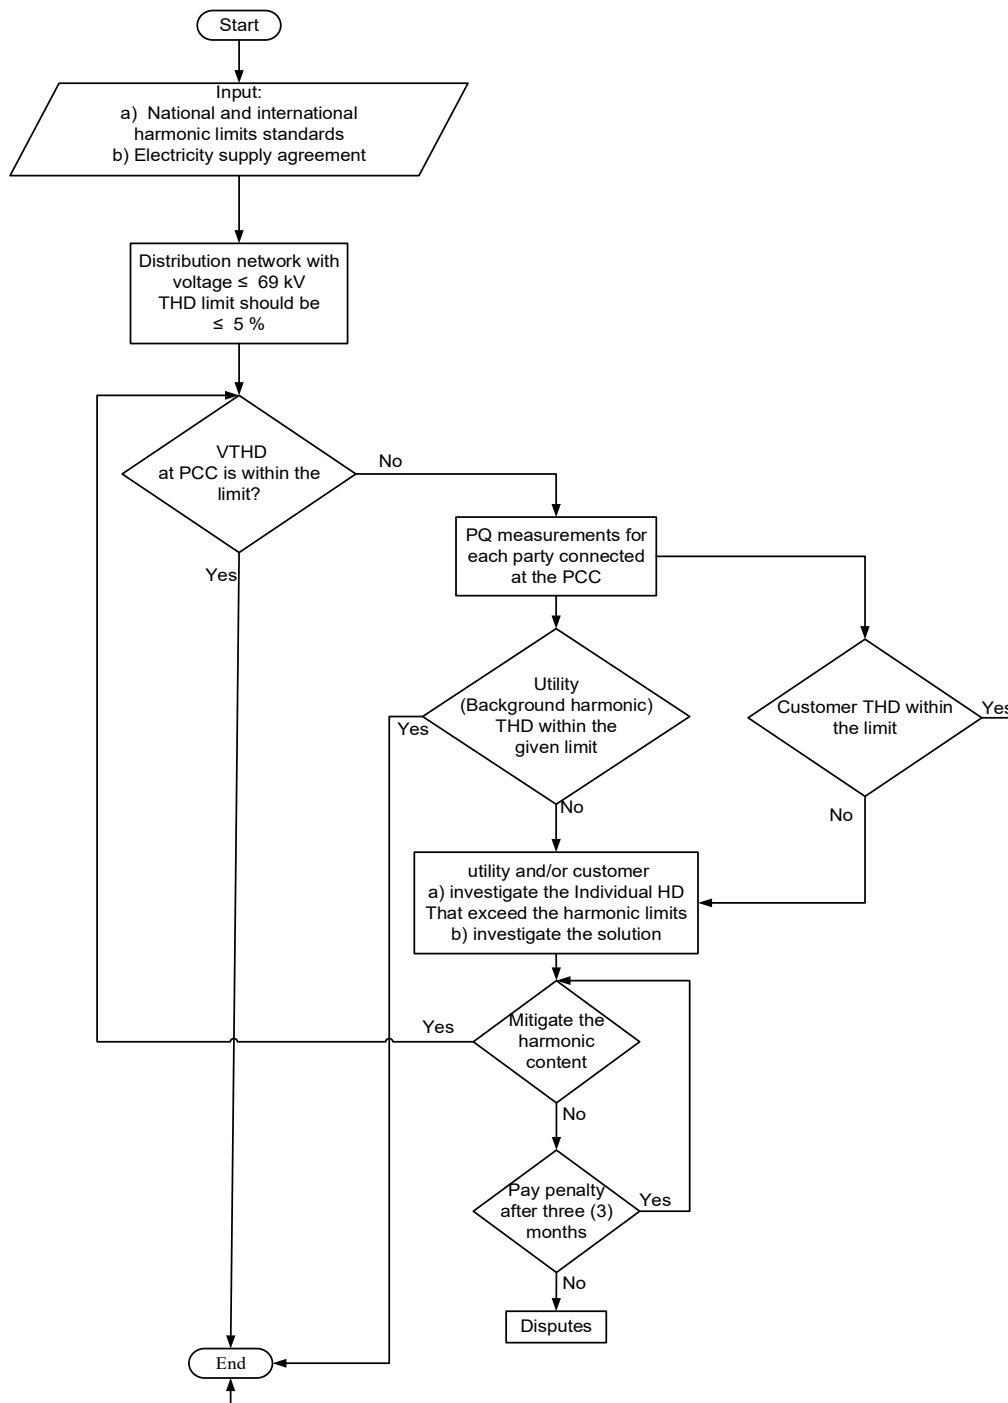 Start
Input:
a) National and international
harmonic limits standards
b) Electricity supply agreement
Distribution network with
voltage ≤ 69 kV
THD limit should be
≤ 5 %
VTHD
at PCC is within the
limit?
No
Yes
PQ measurements for
each party connected
at the PCC
Utility
(Background harmonic)
THD within the
given limit
Yes
No
Customer THD within
the limit
Yes
No
utility and/or customer
a) investigate the Individual HD
That exceed the harmonic limits
b) investigate the solution
Mitigate the
harmonic
content
Yes
No
Pay penalty
after three (3)
months
Yes
No
Disputes
End